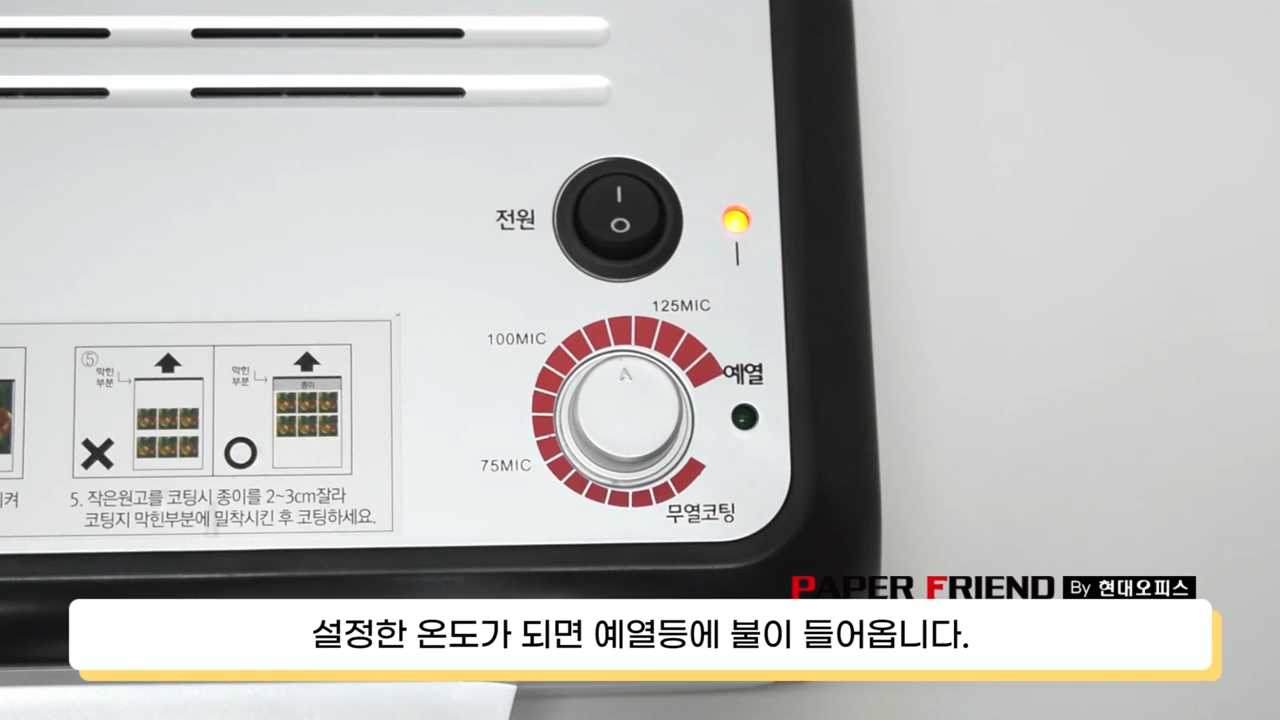 전원
125MIC
100MIC
예열
75MIC
무열코팅
⑤
막힌
부분
막힌
부분
종이
5. 작은원고를 코팅시 종이를 2~3cm잘라
코팅지 막힌부분에 밀착시킨 후 코팅하세요.
PAPER FRIEND By 현대오피스
설정한 온도가 되면 예열등에 불이 들어옵니다.